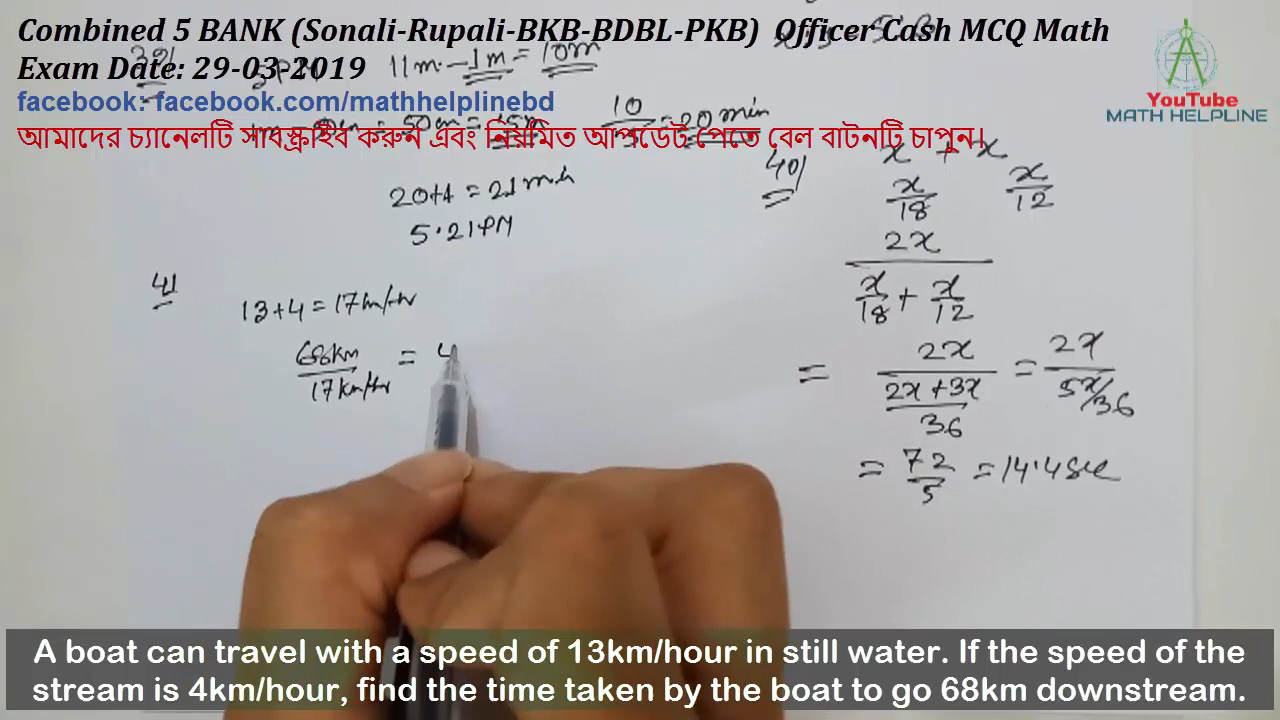 Combined 5 BANK (Sonali-Rupali-BKB-BDBL-PKB) Officer Cash MCQ Math
Exam Date: 29-03-2019
11m - 1m = 10m
facebook: facebook.com/mathhelplinebd
YouTube
MATH HELPLINE
আমাদের চ্যানেলটি সাবস্ক্রাইব করুন এবং নিয়মিত আপডেট পেতে বেল বাটনটি চাপুন।
= 20 min
20+1 = 21 min
5.21 PM
41
13+4 = 17km/hr
68km / 17km/hr = 4
40
x + x
x/18 x/12
2x
x/18 + x/12
= 2x / (2x+3x / 36) = 2x / 5x/36
= 72/5 = 14.4 sec
A boat can travel with a speed of 13km/hour in still water. If the speed of the
stream is 4km/hour, find the time taken by the boat to go 68km downstream.